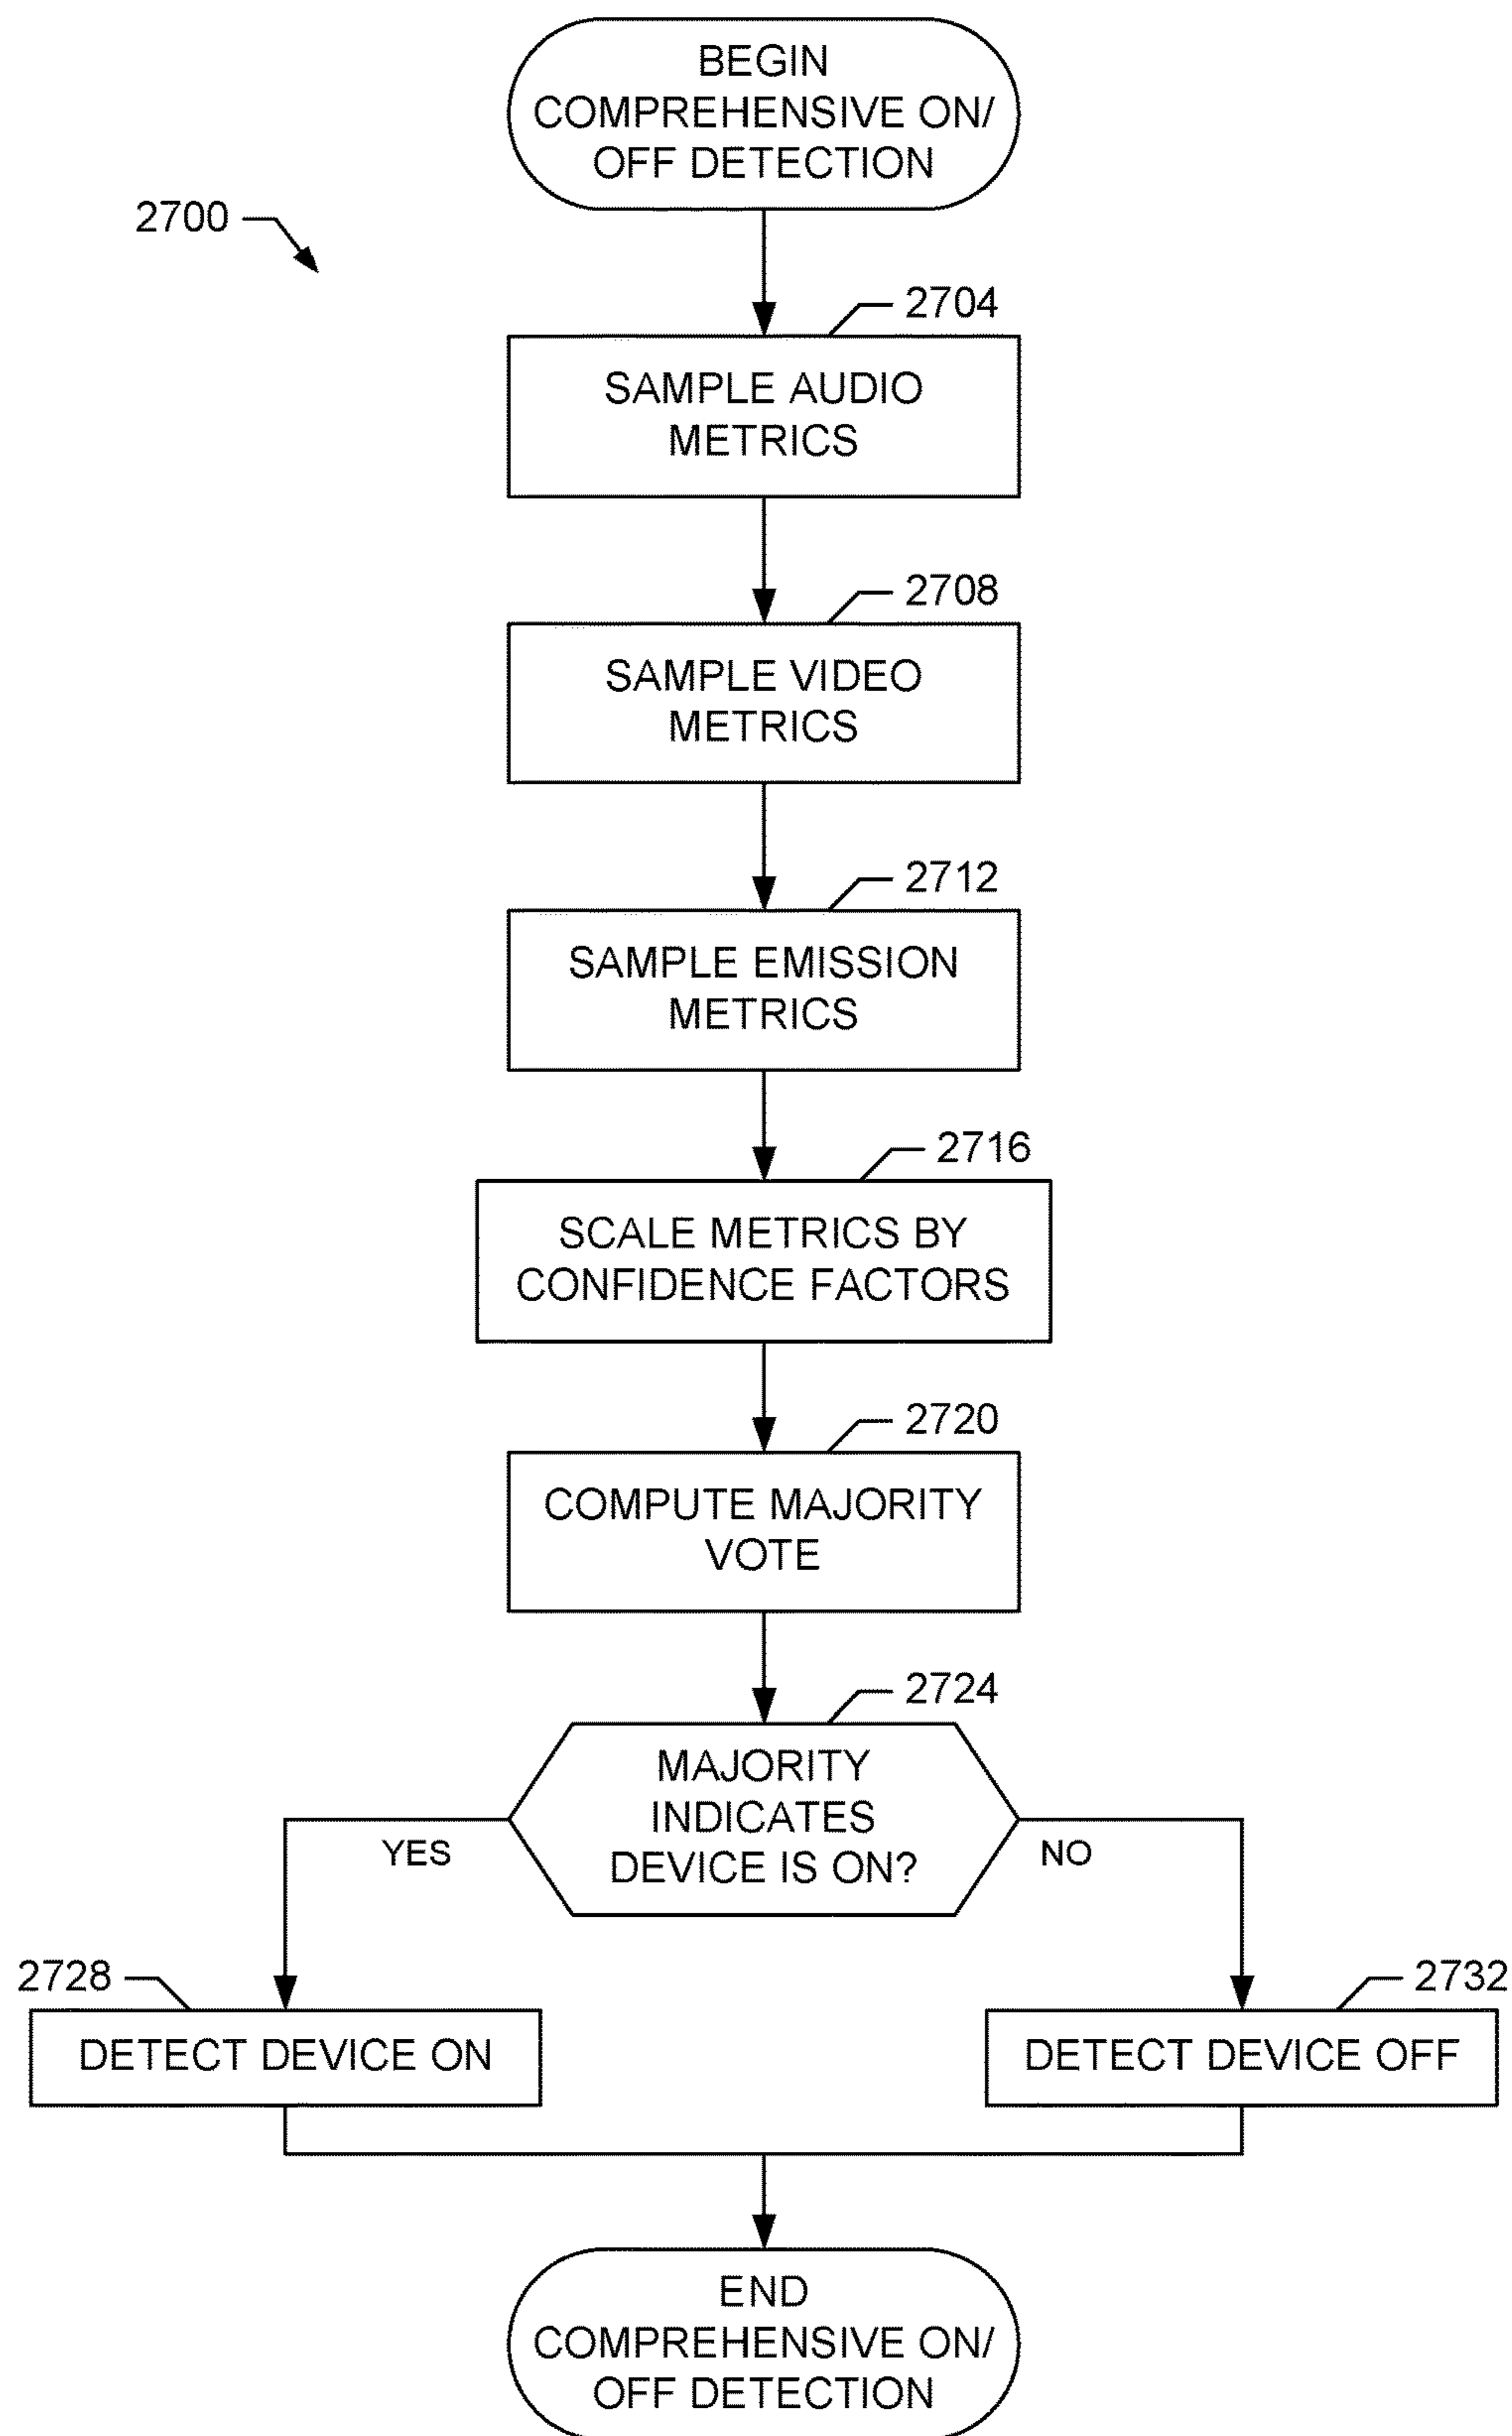 BEGIN
COMPREHENSIVE ON/
OFF DETECTION
2700
2704
SAMPLE AUDIO
METRICS
2708
SAMPLE VIDEO
METRICS
2712
SAMPLE EMISSION
METRICS
2716
SCALE METRICS BY
CONFIDENCE FACTORS
2720
COMPUTE MAJORITY
VOTE
2724
MAJORITY
INDICATES
DEVICE IS ON?
YES
NO
2728
DETECT DEVICE ON
2732
DETECT DEVICE OFF
END
COMPREHENSIVE ON/
OFF DETECTION